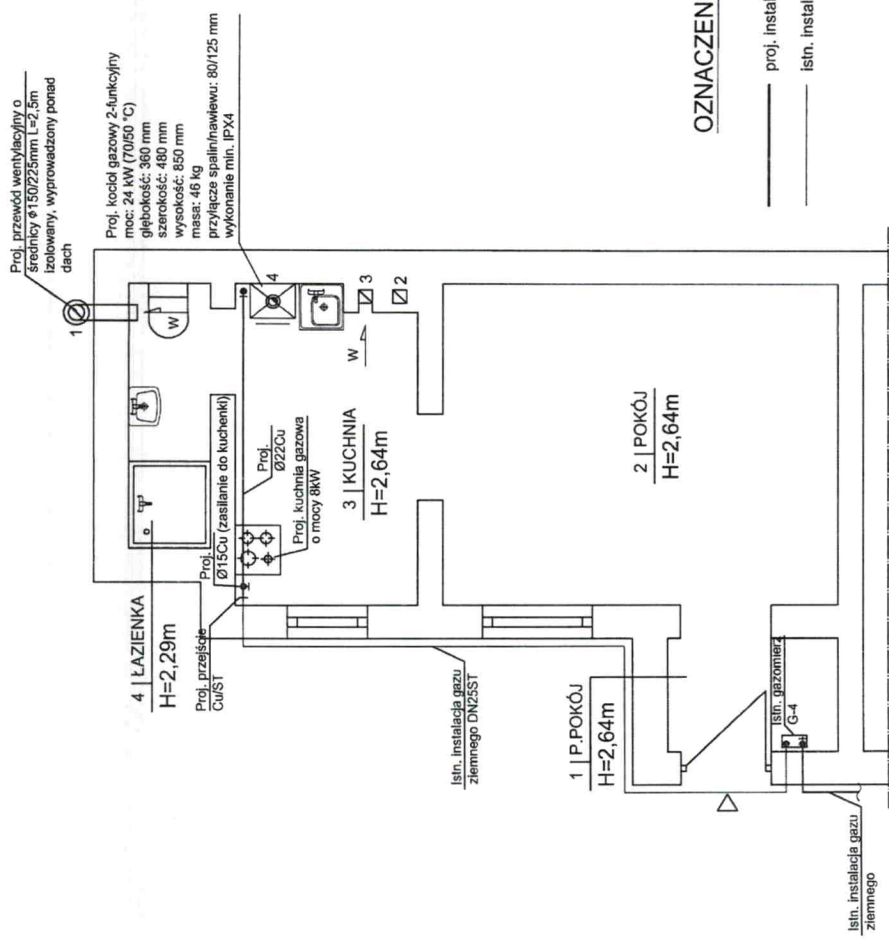 Proj. przewód wentylacyjny o
średnicy ø150/225mm L=2,5m
izolowany, wyprowadzony ponad
dach
Proj. kocioł gazowy 2-funkcyjny
moc: 24 kW (70/50 °C)
głębokość: 360 mm
szerokość: 480 mm
wysokość: 850 mm
masa: 46 kg
przyłącze spalin/nawiewu: 80/125 mm
wykonanie min. IPX4
1
W
4
3
2
W
4 | ŁAZIENKA
H=2,29m
Proj.
Ø15Cu (zasilanie do kuchenki)
Proj.
Ø22Cu
Proj. kuchnia gazowa
o mocy 8kW
Proj. przejście
Cu/ST
3 | KUCHNIA
H=2,64m
2 | POKÓJ
H=2,64m
Istn. instalacja gazu
ziemnego DN25ST
1 | P.POKÓJ
H=2,64m
Istn. gazomierz
G-4
Istn. instalacja gazu
ziemnego
OZNACZEN
proj. instal
istn. instal